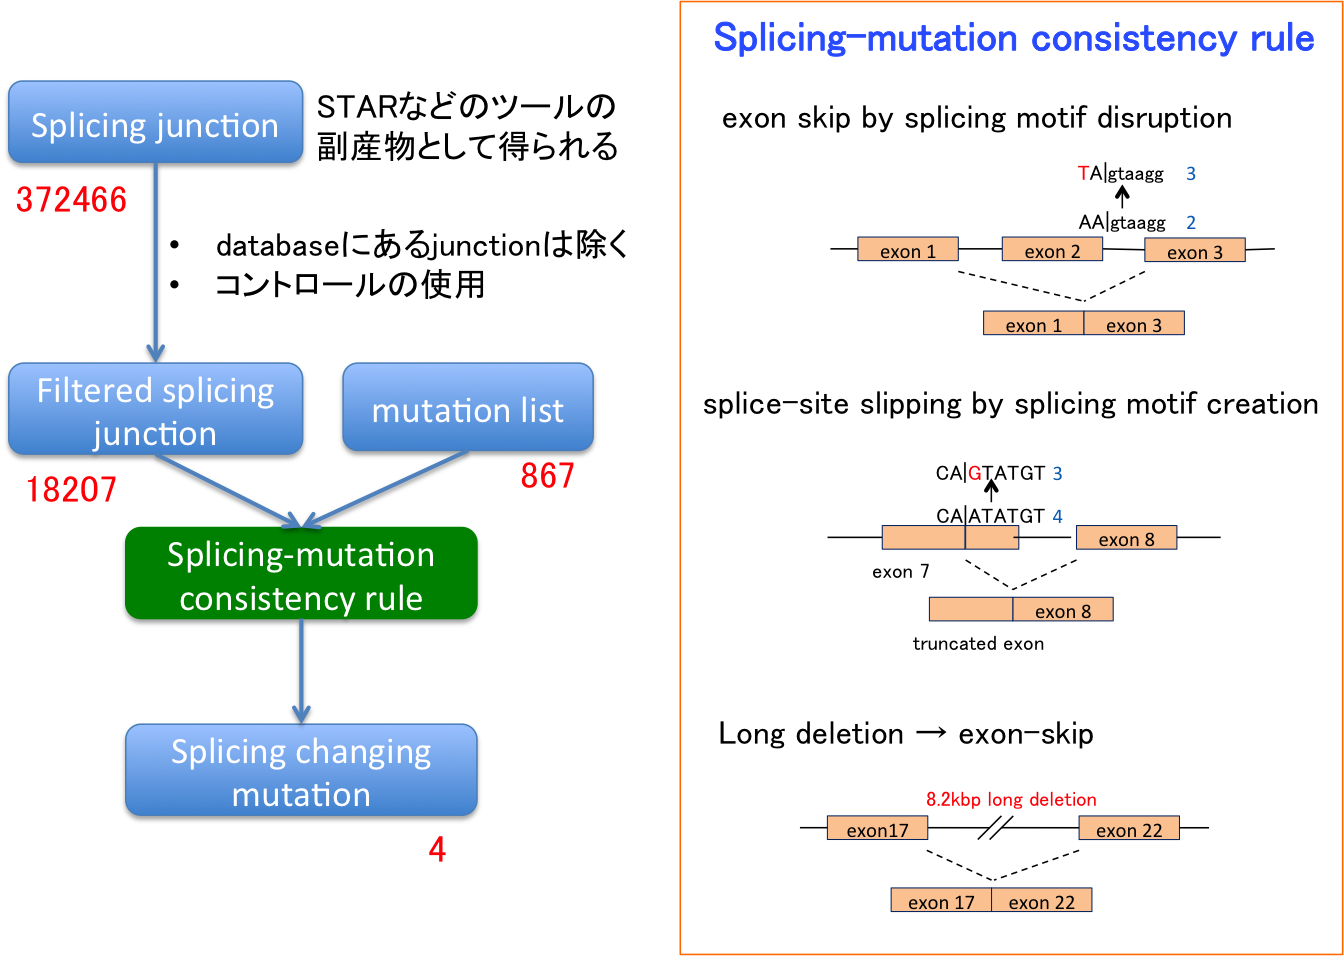 Splicing junction
STARなどのツールの
副産物として得られる
372466
• databaseにあるjunctionは除く
• コントロールの使用
Filtered splicing
junction
18207
mutation list
867
Splicing-mutation
consistency rule
Splicing changing
mutation
4
Splicing-mutation consistency rule
exon skip by splicing motif disruption
TA|gtaagg 3
AA|gtaagg 2
exon 1 exon 2 exon 3
exon 1 exon 3
splice-site slipping by splicing motif creation
CA|GTATGT 3
CA|ATATGT 4
exon 8
exon 7
exon 8
truncated exon
Long deletion → exon-skip
8.2kbp long deletion
exon17 exon 22
exon 17 exon 22